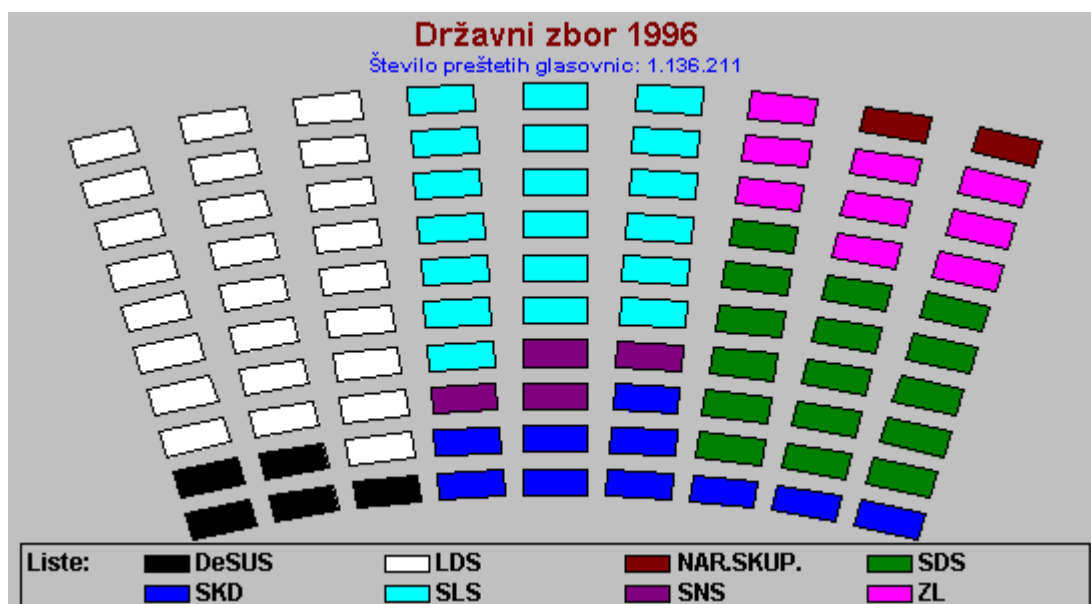 Državni zbor 1996
Število preštetih glasovnic: 1.136.211
Liste: DeSUS LDS NAR.SKUP. SDS
SKD SLS SNS ZL